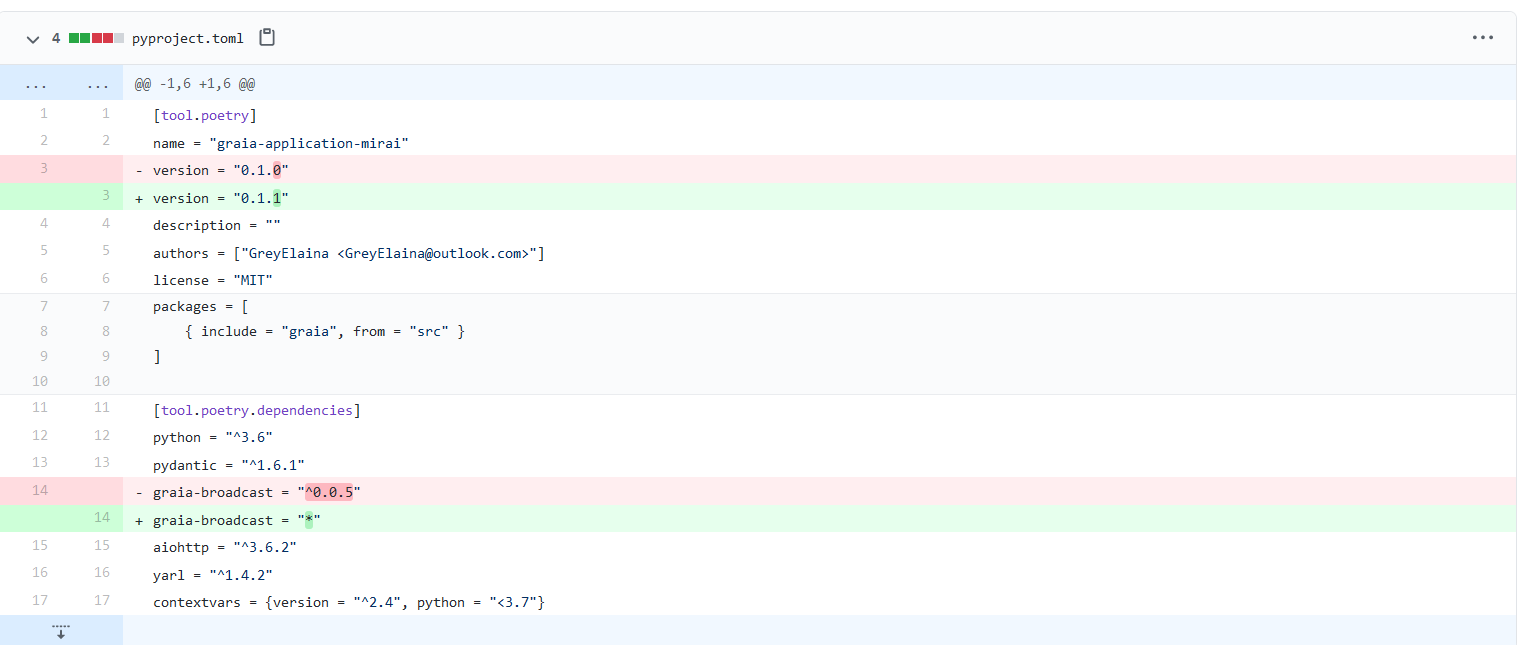 4 pyproject.toml
... ... @@ -1,6 +1,6 @@
1 1 [tool.poetry]
2 2 name = "graia-application-mirai"
3 - version = "0.1.0"
3 + version = "0.1.1"
4 4 description = ""
5 5 authors = ["GreyElaina <GreyElaina@outlook.com>"]
6 6 license = "MIT"
7 7 packages = [
8 8 { include = "graia", from = "src" }
9 9 ]
10 10
11 11 [tool.poetry.dependencies]
12 12 python = "^3.6"
13 13 pydantic = "^1.6.1"
14 - graia-broadcast = "^0.0.5"
14 + graia-broadcast = "*"
15 15 aiohttp = "^3.6.2"
16 16 yarl = "^1.4.2"
17 17 contextvars = {version = "^2.4", python = "<3.7"}